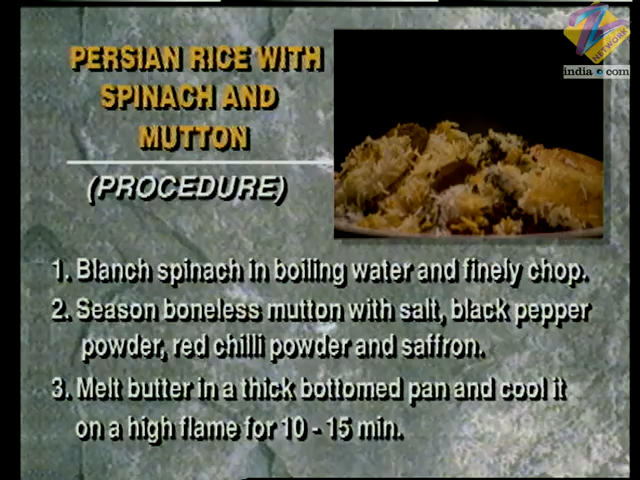 PERSIAN RICE WITH
SPINACH AND
MUTTON
(PROCEDURE)
Z
NETWORK
india.com
1. Blanch spinach in boiling water and finely chop.
2. Season boneless mutton with salt, black pepper
powder, red chilli powder and saffron.
3. Melt butter in a thick bottomed pan and cool it
on a high flame for 10 - 15 min.